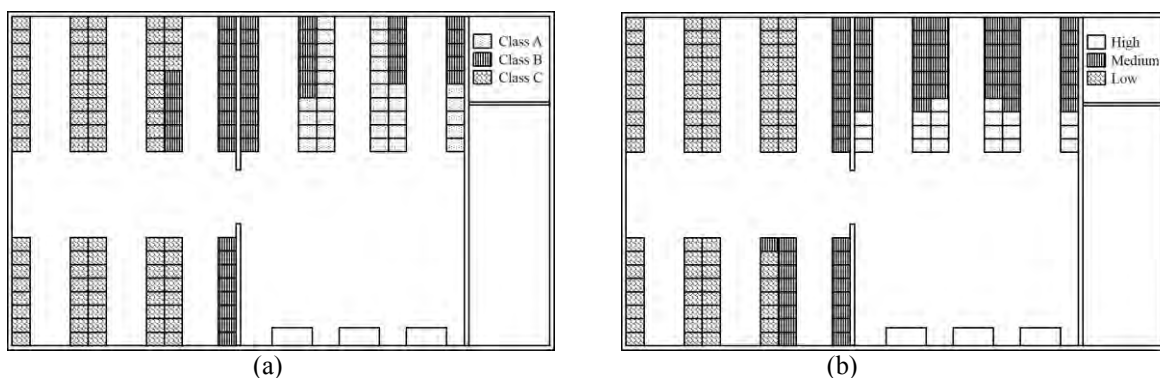 Class A
Class B
Class C
High
Medium
Low
(a)
(b)